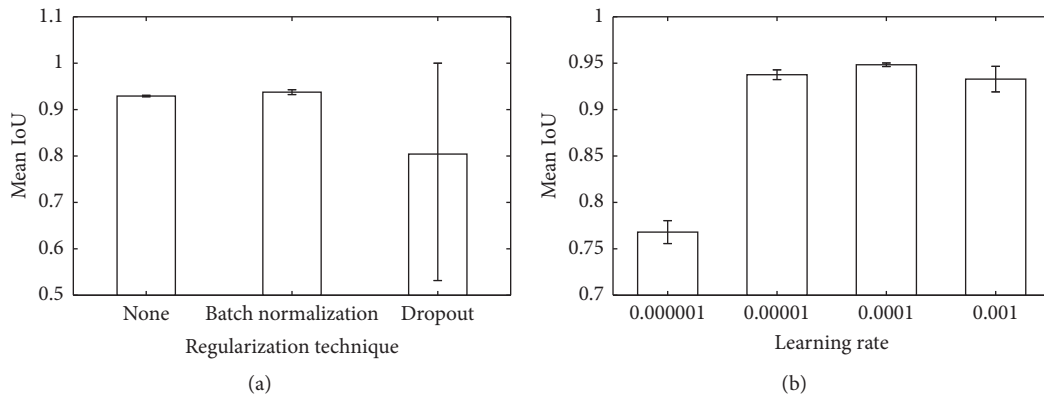 1.1
1
0.9
0.8
0.7
0.6
0.5
Mean IoU
None Batch normalization Dropout
Regularization technique
(a)
1
0.95
0.9
0.85
0.8
0.75
0.7
Mean IoU
0.000001 0.00001 0.0001 0.001
Learning rate
(b)